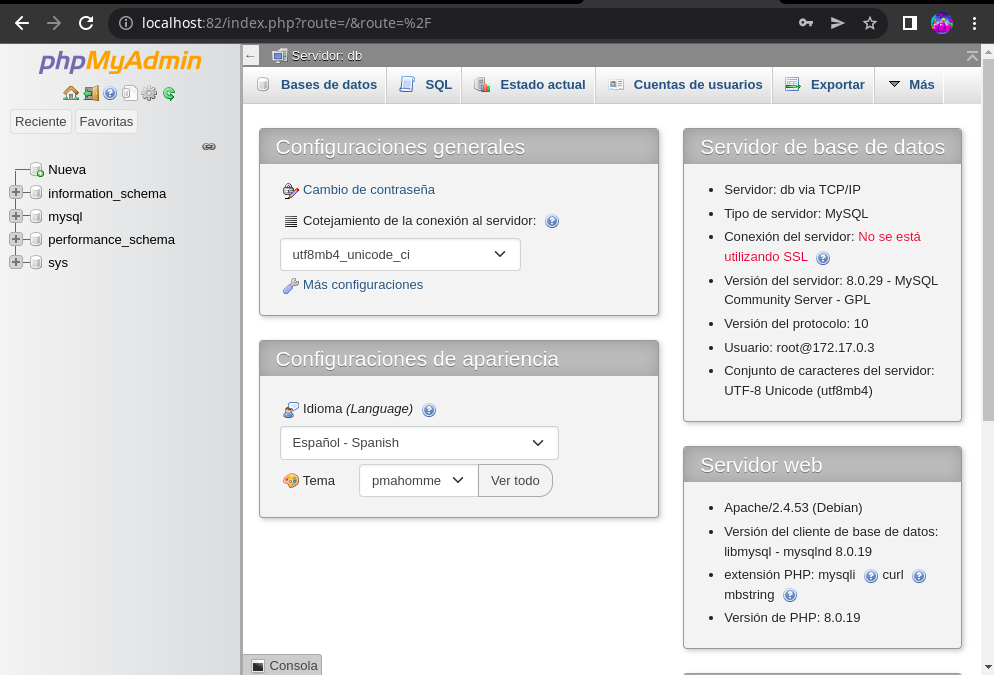 localhost:82/index.php?route=/&route=%2F
phpMyAdmin
Reciente
Favoritas
Nueva
information_schema
mysql
performance_schema
sys
Servidor: db
Bases de datos
SQL
Estado actual
Cuentas de usuarios
Exportar
Más
Configuraciones generales
Cambio de contraseña
Cotejamiento de la conexión al servidor:
utf8mb4_unicode_ci
Más configuraciones
Configuraciones de apariencia
Idioma (Language)
Español - Spanish
Tema
pmahomme
Ver todo
Servidor de base de datos
Servidor: db via TCP/IP
Tipo de servidor: MySQL
Conexión del servidor: No se está
utilizando SSL
Versión del servidor: 8.0.29 - MySQL
Community Server - GPL
Versión del protocolo: 10
Usuario: root@172.17.0.3
Conjunto de caracteres del servidor:
UTF-8 Unicode (utf8mb4)
Servidor web
Apache/2.4.53 (Debian)
Versión del cliente de base de datos:
libmysql - mysqlnd 8.0.19
extensión PHP: mysqli curl
mbstring
Versión de PHP: 8.0.19
Consola